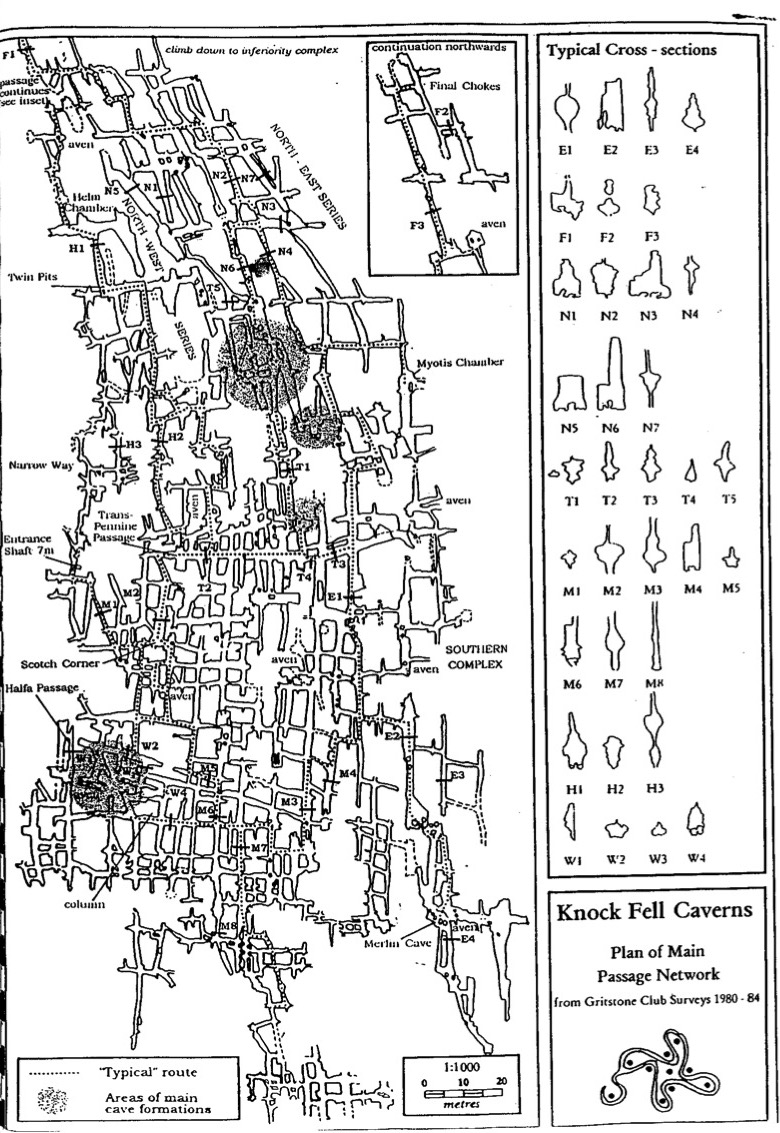 climb down to inferiority complex
F1
passage
continues
see inset
aven
N5
N1
N2
N7
NORTH - EAST SERIES
Helm
Chamber
N3
NORTH-WEST
SERIES
H1
N4
N6
Twin Pits
T5
Myotis Chamber
H3
H2
Narrow Way
T1
aven
aven
Trans-
Pennine
Passage
Entrance
Shaft 7m
T2
T4
T3
M1
M2
E1
Scotch Corner
aven
SOUTHERN
COMPLEX
aven
Halfa Passage
aven
W2
E2
M4
E3
W4
M6
M3
M7
column
M8
Merlin Cave
aven
E4
continuation northwards
Final Chokes
F2
F3
aven
"Typical" route
Areas of main
cave formations
1:1000
0 10 20
metres
Typical Cross - sections
E1 E2 E3 E4
F1 F2 F3
N1 N2 N3 N4
N5 N6 N7
T1 T2 T3 T4 T5
M1 M2 M3 M4 M5
M6 M7 M8
H1 H2 H3
W1 W2 W3 W4
Knock Fell Caverns
Plan of Main
Passage Network
from Gritstone Club Surveys 1980 - 84